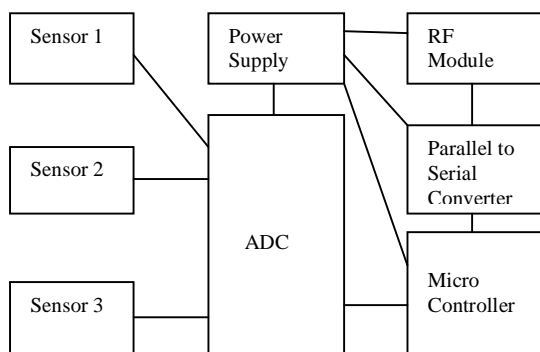 Sensor 1
Power
Supply
RF
Module
Sensor 2
Parallel to
Serial
Converter
ADC
Micro
Controller
Sensor 3